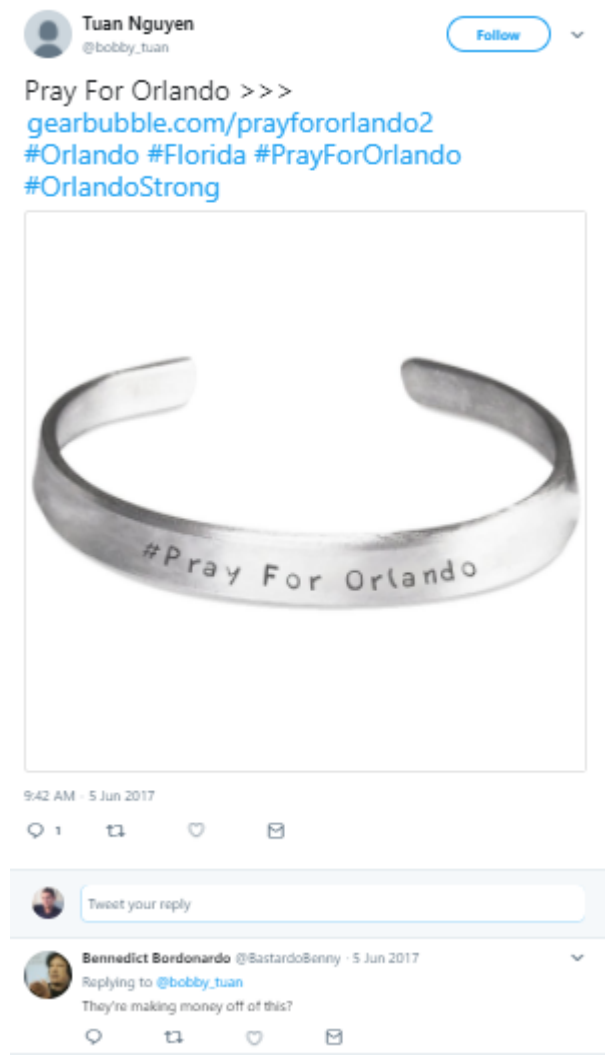 Tuan Nguyen
@bobby_tuan
Follow
Pray For Orlando >>>
gearbubble.com/prayfororlando2
#Orlando #Florida #PrayForOrlando
#OrlandoStrong
#Pray For Orlando
9:42 AM - 5 Jun 2017
1
Tweet your reply
Bennedict Bordonardo @BastardoBenny · 5 Jun 2017
Replying to @bobby_tuan
They're making money off of this?